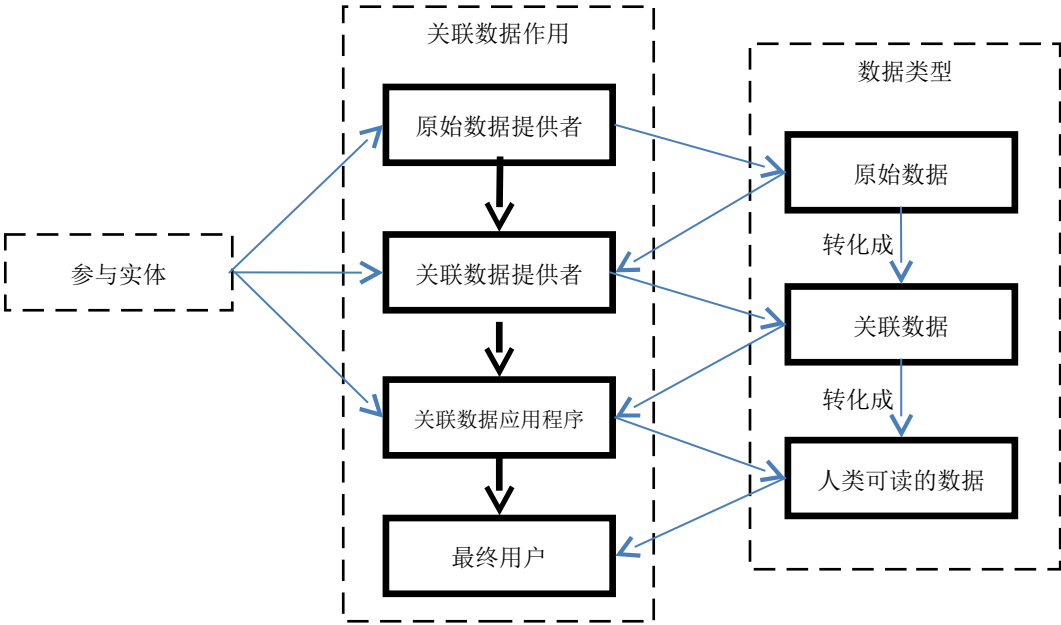 关联数据作用
数据类型
原始数据提供者
原始数据
转化成
参与实体
关联数据提供者
关联数据
转化成
关联数据应用程序
人类可读的数据
最终用户